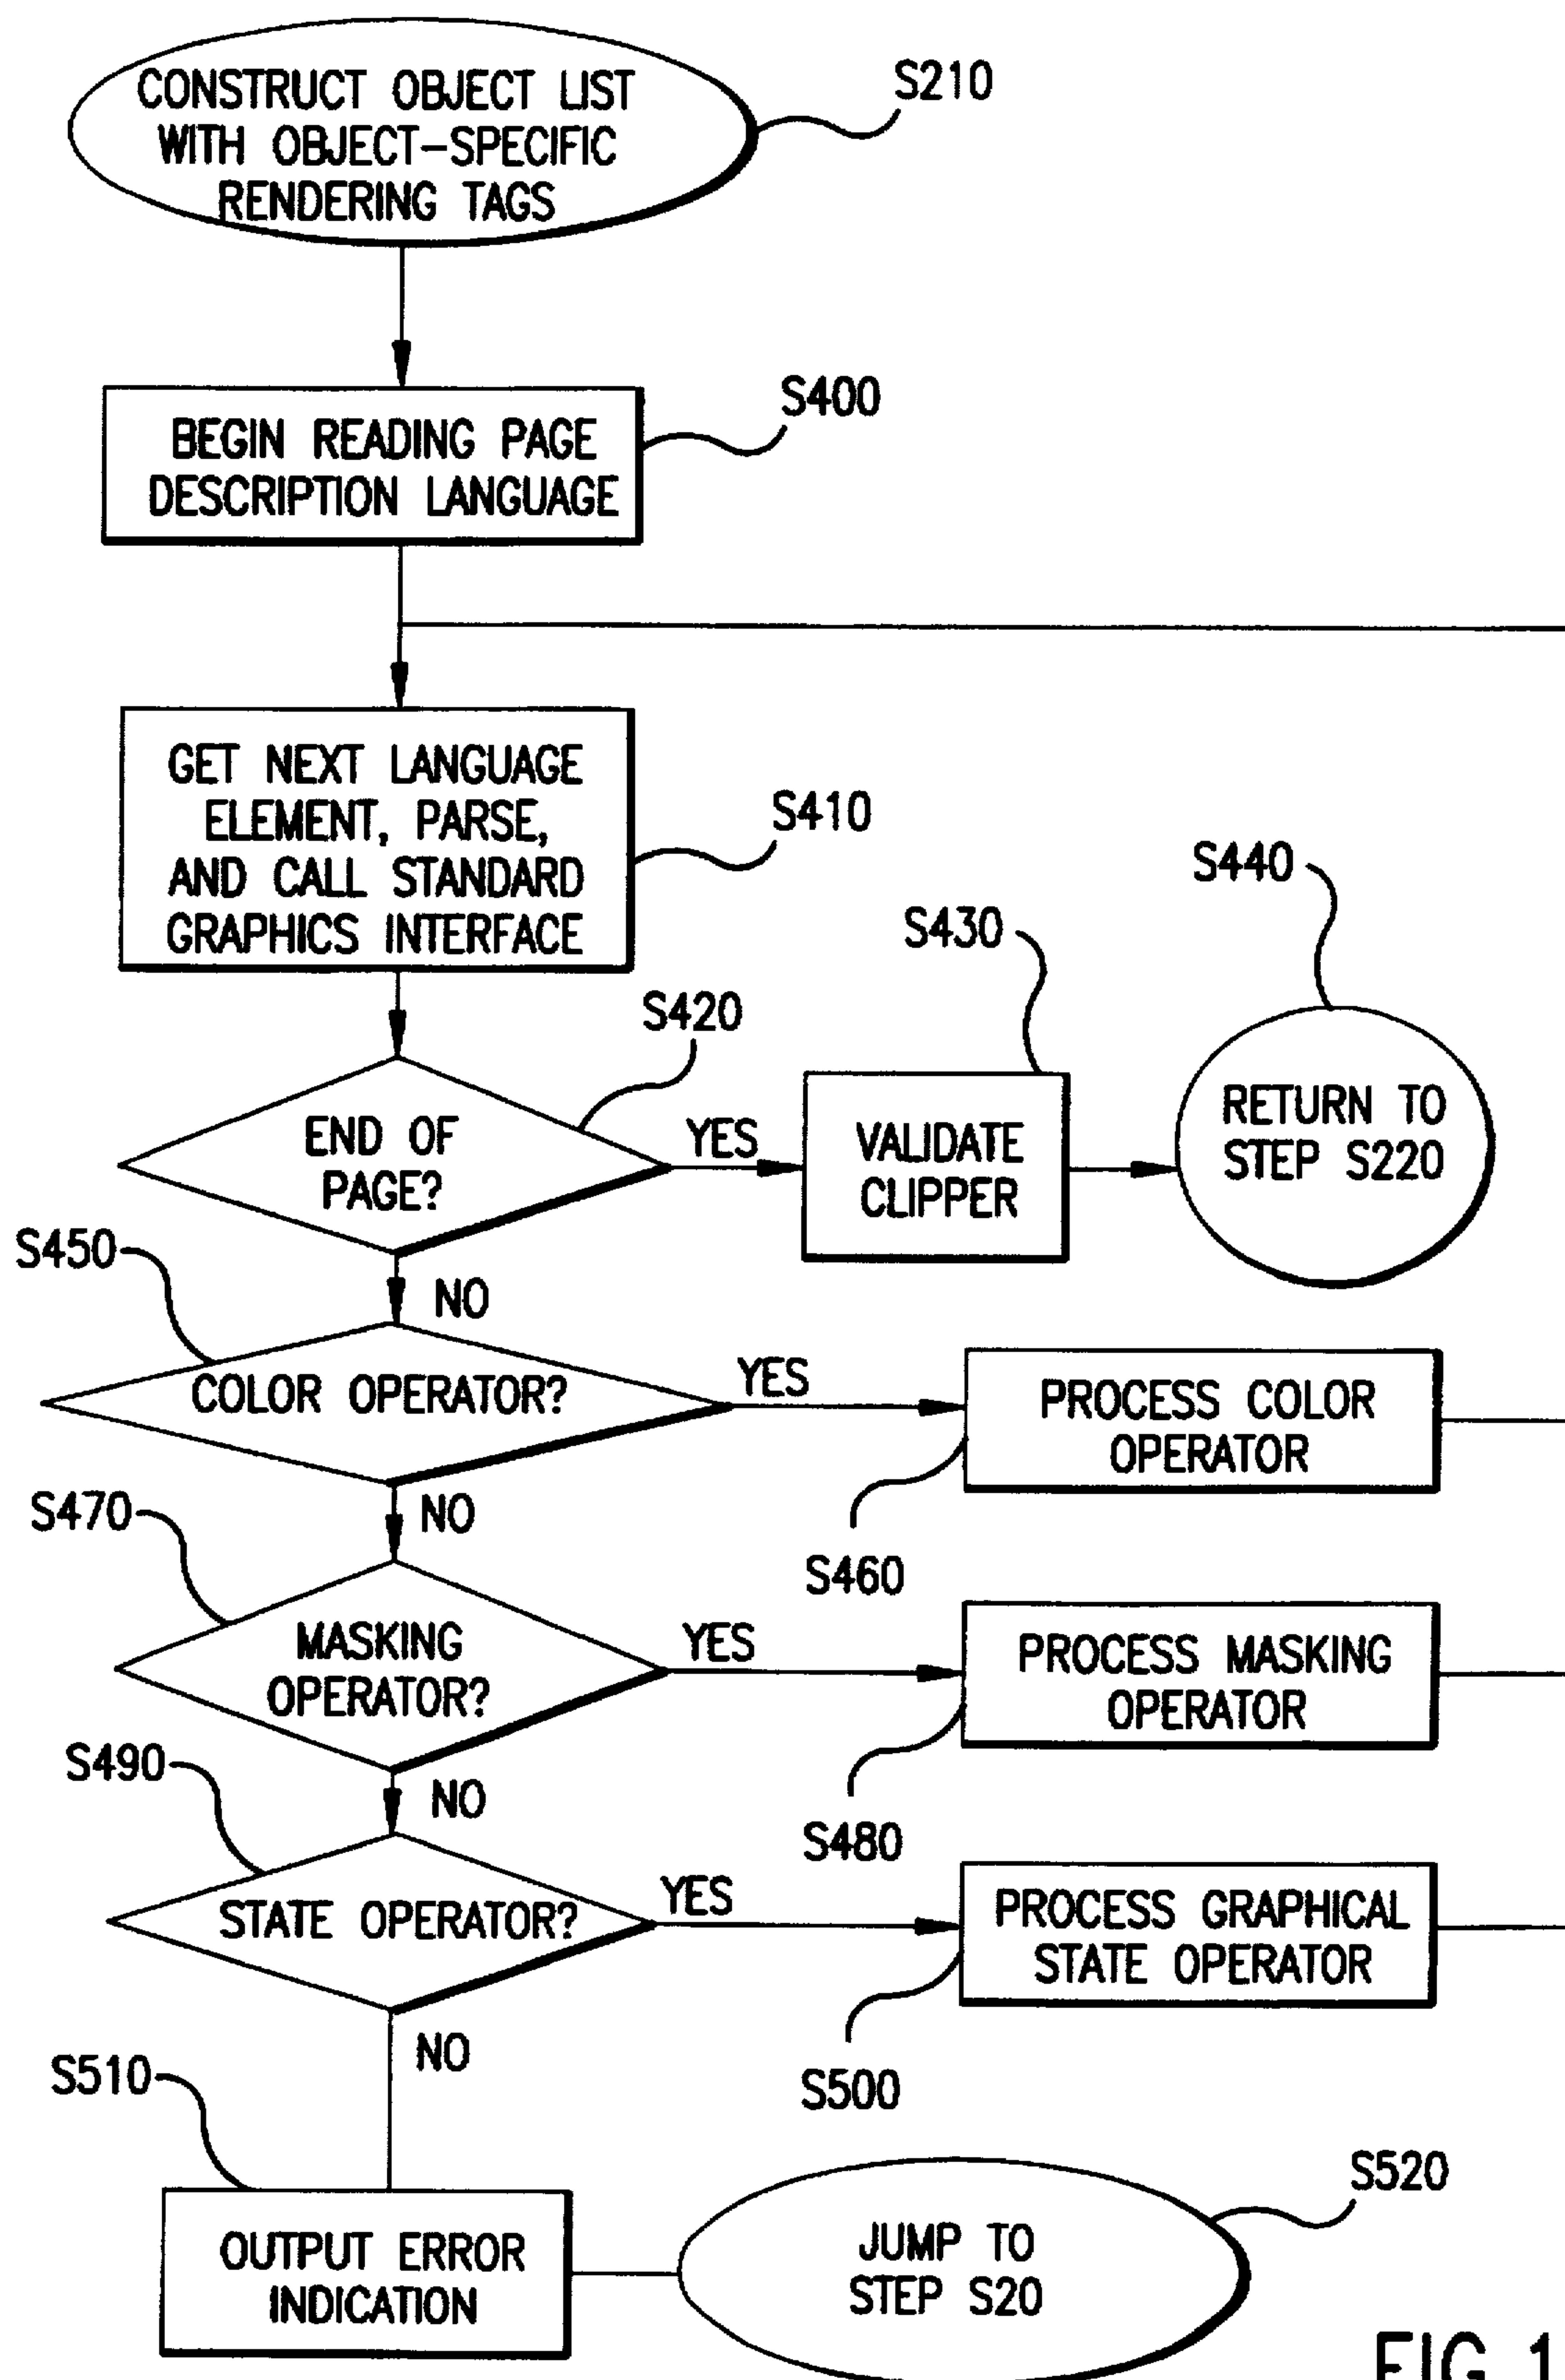 CONSTRUCT OBJECT LIST
WITH OBJECT-SPECIFIC
RENDERING TAGS
S210
BEGIN READING PAGE
DESCRIPTION LANGUAGE
S400
GET NEXT LANGUAGE
ELEMENT, PARSE,
AND CALL STANDARD
GRAPHICS INTERFACE
S410
S420
END OF
PAGE?
YES
S430
VALIDATE
CLIPPER
S440
RETURN TO
STEP S220
NO
S450
COLOR OPERATOR?
YES
PROCESS COLOR
OPERATOR
S460
NO
S470
MASKING
OPERATOR?
YES
PROCESS MASKING
OPERATOR
S480
NO
S490
STATE OPERATOR?
YES
PROCESS GRAPHICAL
STATE OPERATOR
S500
NO
S510
OUTPUT ERROR
INDICATION
JUMP TO
STEP S20
S520